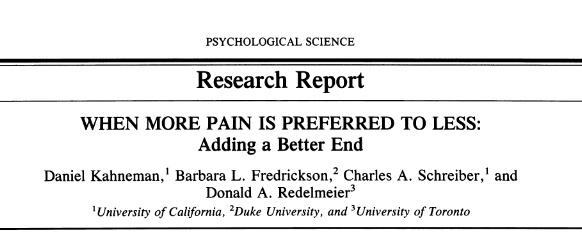 PSYCHOLOGICAL SCIENCE
Research Report
WHEN MORE PAIN IS PREFERRED TO LESS:
Adding a Better End
Daniel Kahneman,¹ Barbara L. Fredrickson,² Charles A. Schreiber,¹ and
Donald A. Redelmeier³
¹University of California, ²Duke University, and ³University of Toronto